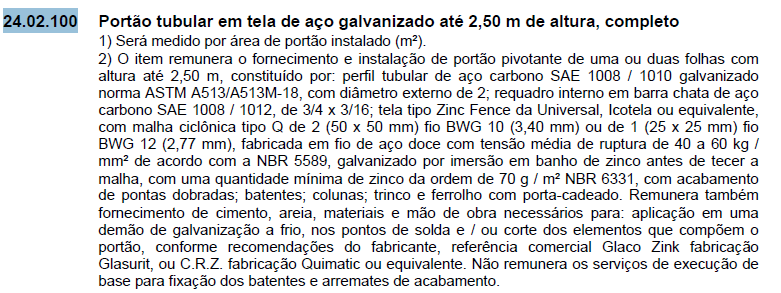 24.02.100 Portão tubular em tela de aço galvanizado até 2,50 m de altura, completo
1) Será medido por área de portão instalado (m²).
2) O item remunera o fornecimento e instalação de portão pivotante de uma ou duas folhas com
altura até 2,50 m, constituído por: perfil tubular de aço carbono SAE 1008 / 1010 galvanizado
norma ASTM A513/A513M-18, com diâmetro externo de 2; requadro interno em barra chata de aço
carbono SAE 1008 / 1012, de 3/4 x 3/16; tela tipo Zinc Fence da Universal, Icotela ou equivalente,
com malha ciclônica tipo Q de 2 (50 x 50 mm) fio BWG 10 (3,40 mm) ou de 1 (25 x 25 mm) fio
BWG 12 (2,77 mm), fabricada em fio de aço doce com tensão média de ruptura de 40 a 60 kg /
mm² de acordo com a NBR 5589, galvanizado por imersão em banho de zinco antes de tecer a
malha, com uma quantidade mínima de zinco da ordem de 70 g / m² NBR 6331, com acabamento
de pontas dobradas; batentes; colunas; trinco e ferrolho com porta-cadeado. Remunera também
fornecimento de cimento, areia, materiais e mão de obra necessários para: aplicação em uma
demão de galvanização a frio, nos pontos de solda e / ou corte dos elementos que compõem o
portão, conforme recomendações do fabricante, referência comercial Glaco Zink fabricação
Glasurit, ou C.R.Z. fabricação Quimatic ou equivalente. Não remunera os serviços de execução de
base para fixação dos batentes e arremates de acabamento.